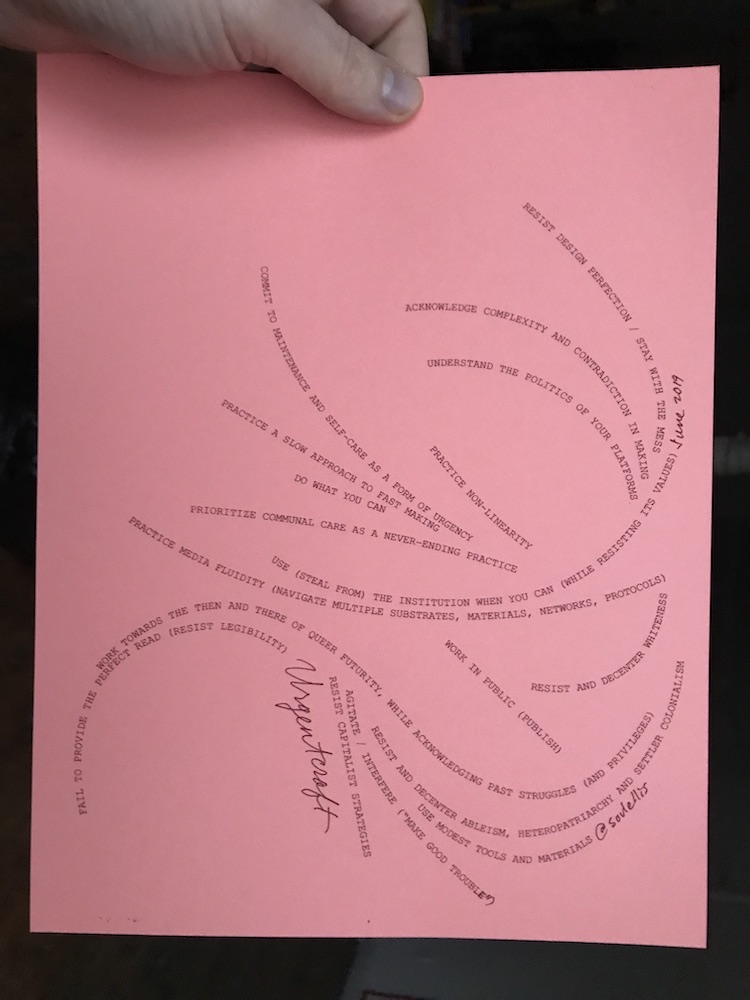 RESIST DESIGN PERFECTION / STAY WITH THE MESS
June 2019
ACKNOWLEDGE COMPLEXITY AND CONTRADICTION IN MAKING
UNDERSTAND THE POLITICS OF YOUR PLATFORMS
COMMIT TO MAINTENANCE AND SELF-CARE AS A FORM OF URGENCY
PRACTICE A SLOW APPROACH TO FAST MAKING
DO WHAT YOU CAN
PRACTICE NON-LINEARITY
PRIORITIZE COMMUNAL CARE AS A NEVER-ENDING PRACTICE
USE (STEAL FROM) THE INSTITUTION WHEN YOU CAN (WHILE RESISTING ITS VALUES)
PRACTICE MEDIA FLUIDITY (NAVIGATE MULTIPLE SUBSTRATES, MATERIALS, NETWORKS, PROTOCOLS)
WORK TOWARDS THE THEN AND THERE OF QUEER FUTURITY, WHILE ACKNOWLEDGING PAST STRUGGLES (AND PRIVILEGES)
FAIL TO PROVIDE THE PERFECT READ (RESIST LEGIBILITY)
WORK IN PUBLIC (PUBLISH)
RESIST AND DECENTER WHITENESS
Urgentcraft
RESIST CAPITALIST STRATEGIES
AGITATE / INTERFERE ("MAKE GOOD TROUBLE")
RESIST AND DECENTER ABLEISM, HETEROPATRIARCHY AND SETTLER COLONIALISM
USE MODEST TOOLS AND MATERIALS
@soulellis